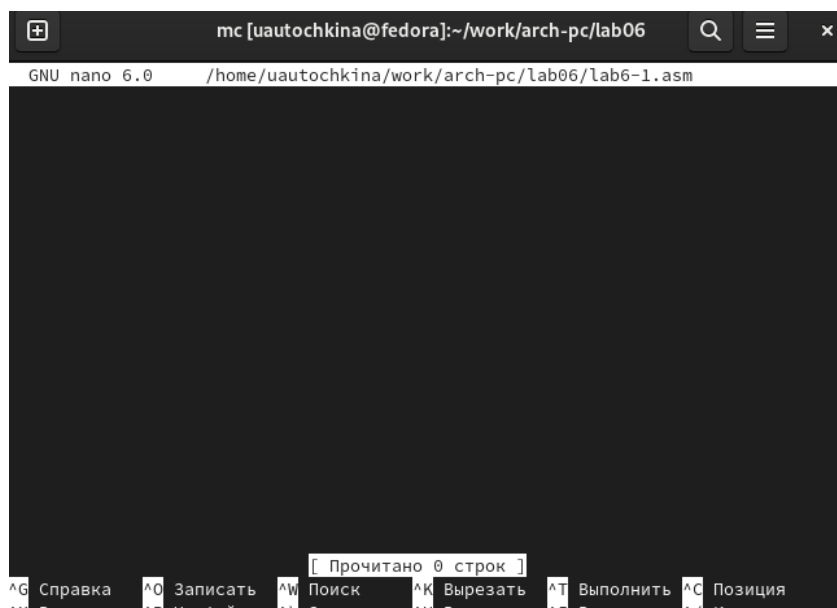 mc [uautochkina@fedora]:~/work/arch-pc/lab06
GNU nano 6.0 /home/uautochkina/work/arch-pc/lab06/lab6-1.asm
[ Прочитано 0 строк ]
^G Справка ^O Записать ^W Поиск ^K Вырезать ^T Выполнить ^C Позиция